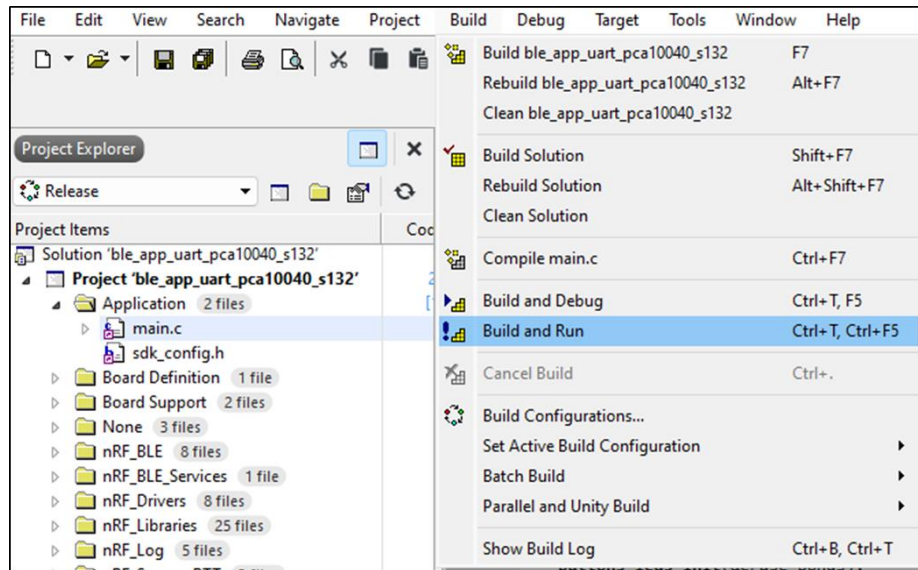 File Edit View Search Navigate Project Build Debug Target Tools Window Help
Project Explorer
Release
Project Items
Solution 'ble_app_uart_pca10040_s132'
Project 'ble_app_uart_pca10040_s132'
Application 2 files
main.c
sdk_config.h
Board Definition 1 file
Board Support 2 files
None 3 files
nRF_BLE 8 files
nRF_BLE_Services 1 file
nRF_Drivers 8 files
nRF_Libraries 25 files
nRF_Log 5 files
Build ble_app_uart_pca10040_s132 F7
Rebuild ble_app_uart_pca10040_s132 Alt+F7
Clean ble_app_uart_pca10040_s132
Build Solution Shift+F7
Rebuild Solution Alt+Shift+F7
Clean Solution
Compile main.c Ctrl+F7
Build and Debug Ctrl+T, F5
Build and Run Ctrl+T, Ctrl+F5
Cancel Build Ctrl+.
Build Configurations...
Set Active Build Configuration
Batch Build
Parallel and Unity Build
Show Build Log Ctrl+B, Ctrl+T